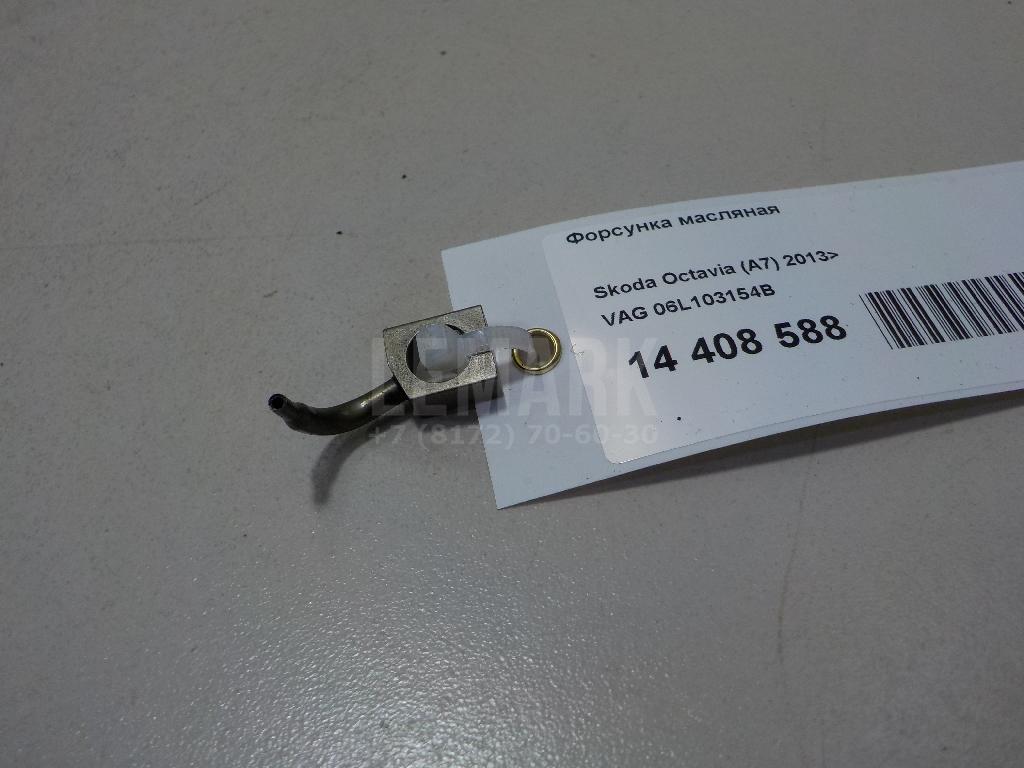 Форсунка масляная
Skoda Octavia (A7) 2013>
VAG 06L103154B
14 408 588
LEMARK
+7 (8172) 70-60-30